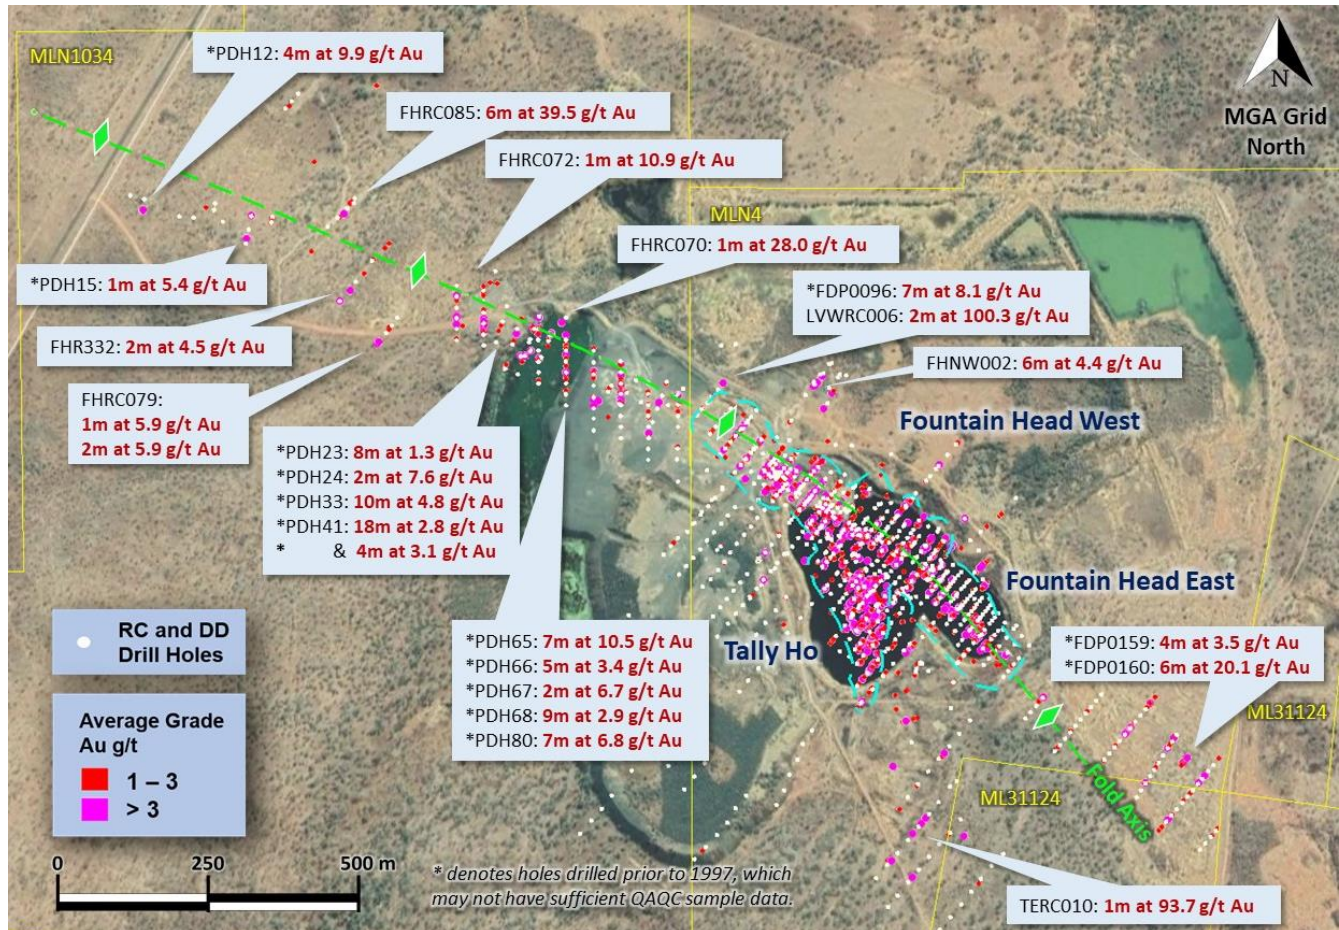 MLN1034
*PDH12: 4m at 9.9 g/t Au
FHRC085: 6m at 39.5 g/t Au
FHRC072: 1m at 10.9 g/t Au
N
MGA Grid
North
MLN4
FHRC070: 1m at 28.0 g/t Au
*PDH15: 1m at 5.4 g/t Au
*FDP0096: 7m at 8.1 g/t Au
LVWRC006: 2m at 100.3 g/t Au
FHR332: 2m at 4.5 g/t Au
FHNW002: 6m at 4.4 g/t Au
FHRC079:
1m at 5.9 g/t Au
2m at 5.9 g/t Au
Fountain Head West
*PDH23: 8m at 1.3 g/t Au
*PDH24: 2m at 7.6 g/t Au
*PDH33: 10m at 4.8 g/t Au
*PDH41: 18m at 2.8 g/t Au
* & 4m at 3.1 g/t Au
Fountain Head East
Tally Ho
*PDH65: 7m at 10.5 g/t Au
*PDH66: 5m at 3.4 g/t Au
*PDH67: 2m at 6.7 g/t Au
*PDH68: 9m at 2.9 g/t Au
*PDH80: 7m at 6.8 g/t Au
*FDP0159: 4m at 3.5 g/t Au
*FDP0160: 6m at 20.1 g/t Au
ML31124
ML31124
Fold Axis
RC and DD
Drill Holes
Average Grade
Au g/t
1 – 3
> 3
0 250 500 m
* denotes holes drilled prior to 1997, which
may not have sufficient QAQC sample data.
TERC010: 1m at 93.7 g/t Au